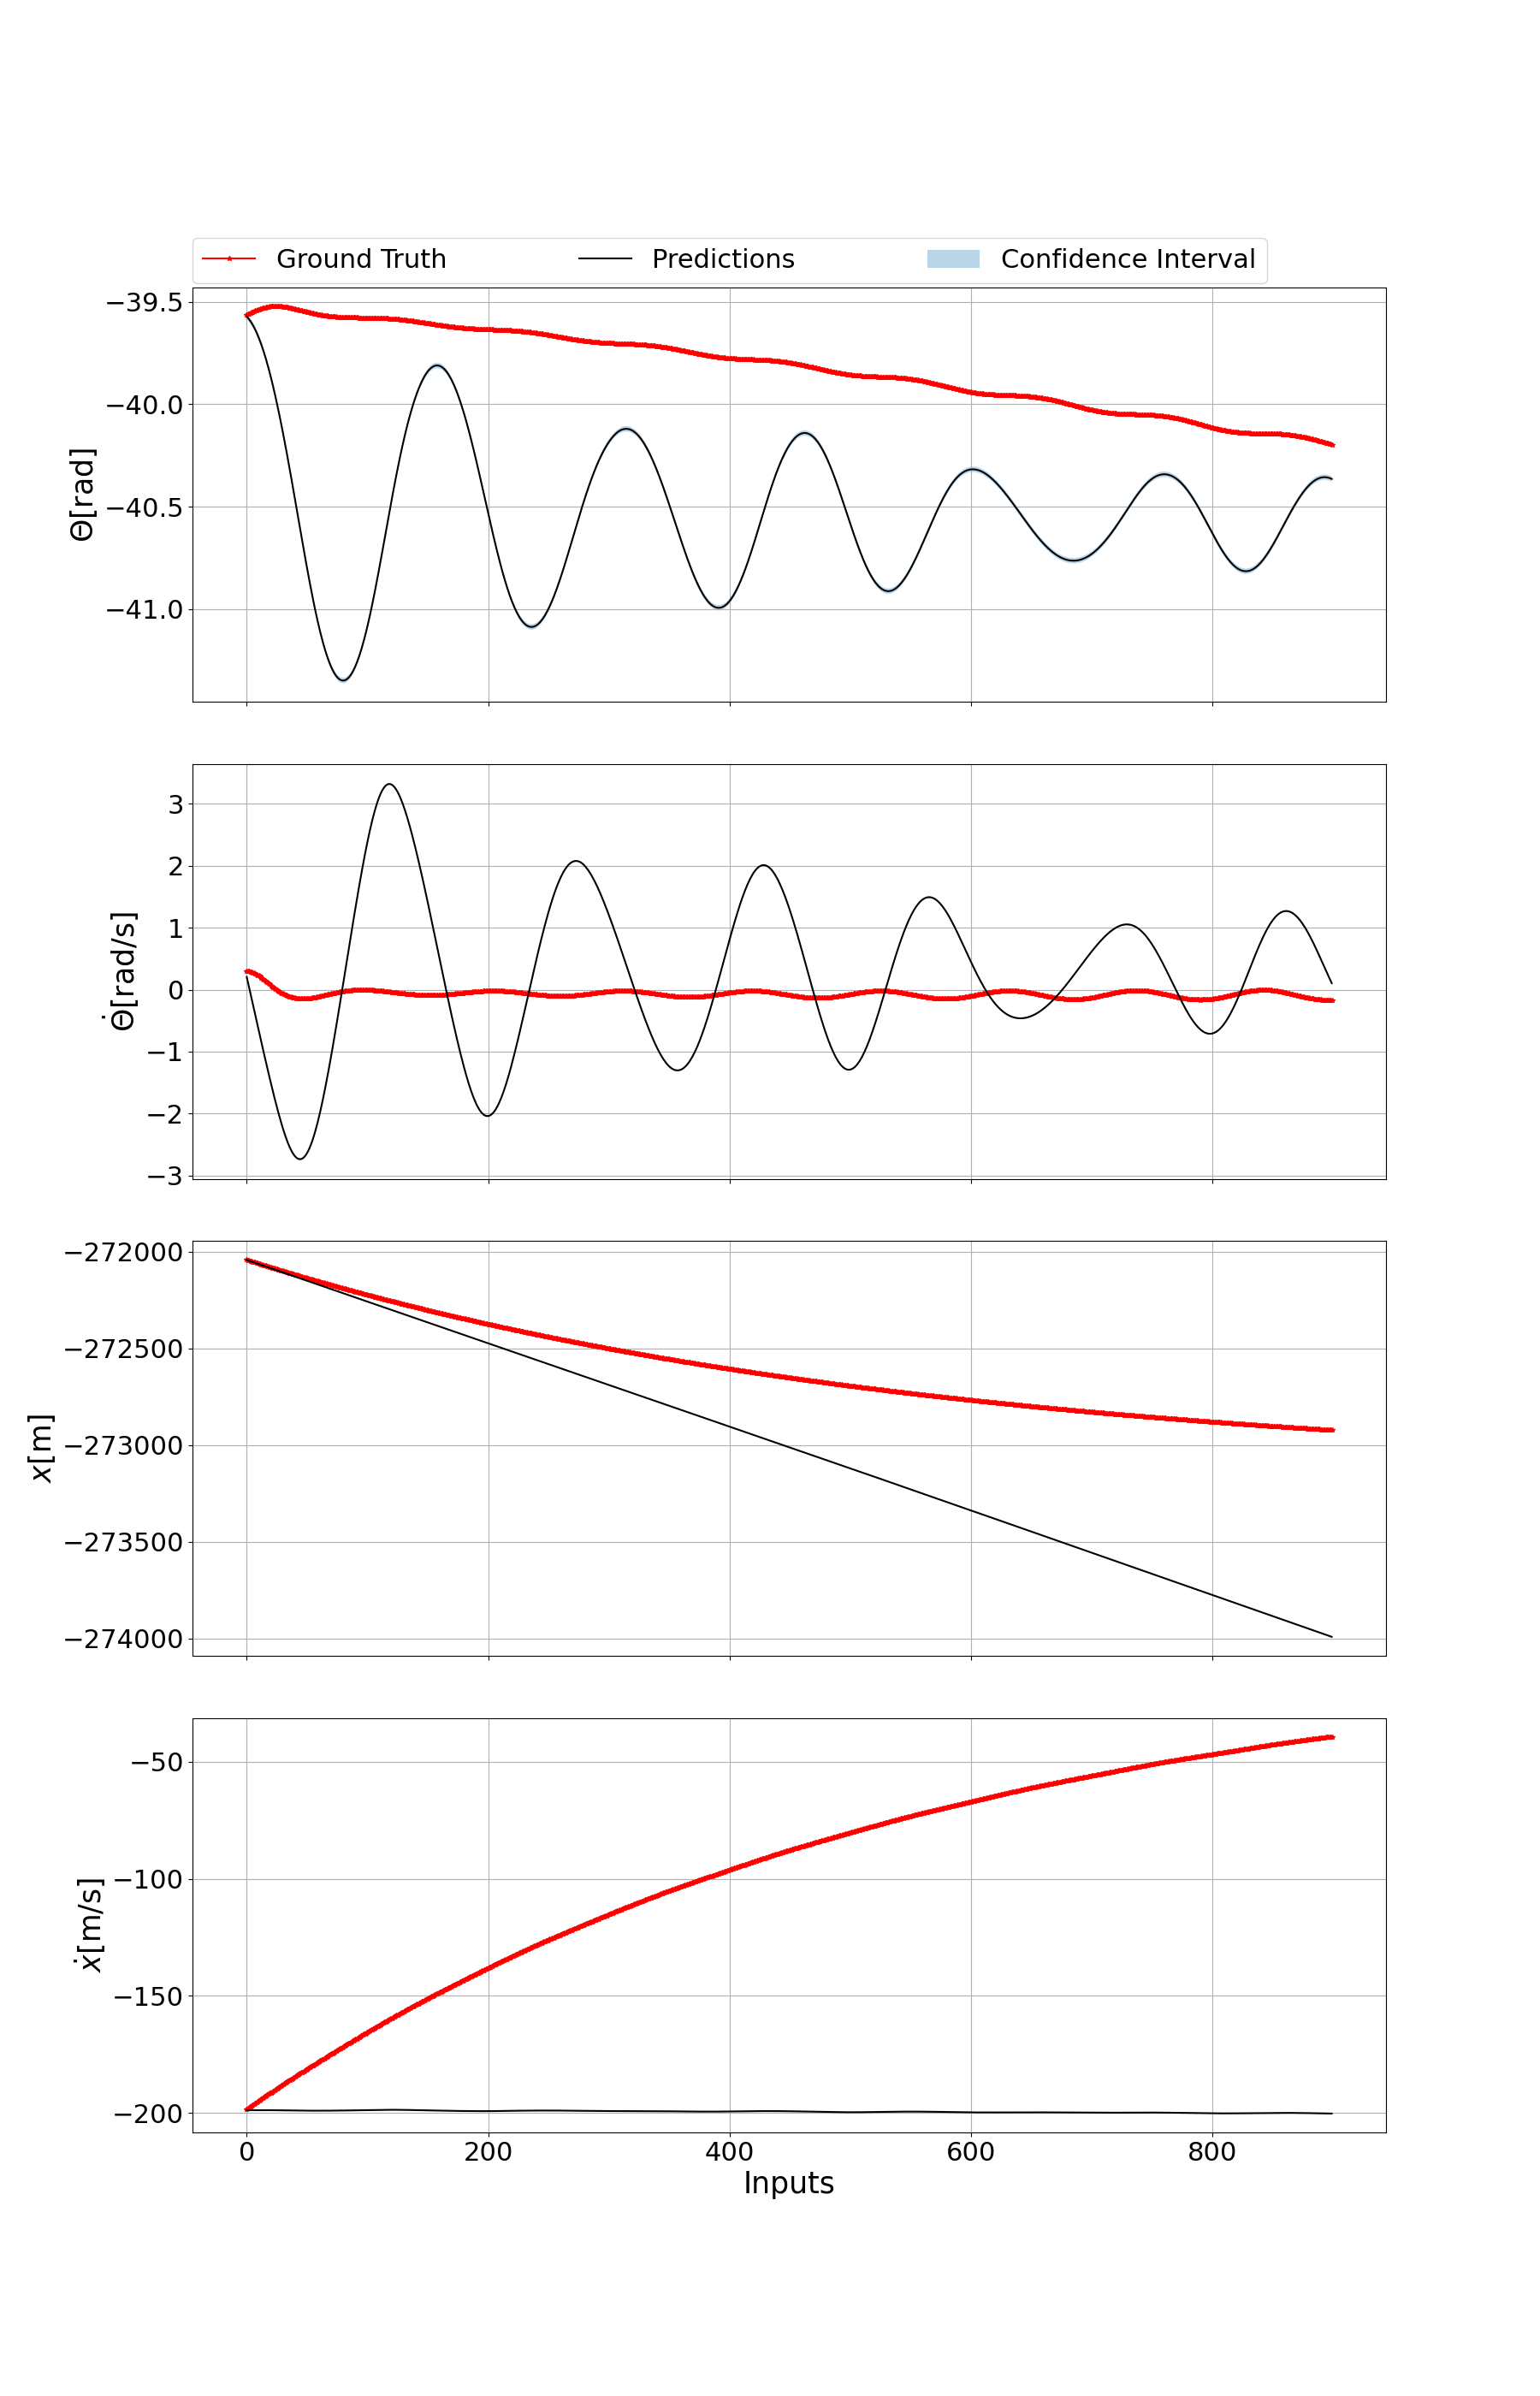 Ground Truth Predictions Confidence Interval
−39.5
−40.0
−40.5
−41.0
Θ[rad]
3
2
1
0
−1
−2
−3
Θ̇[rad/s]
−272000
−272500
−273000
−273500
−274000
x[m]
−50
−100
−150
−200
ẋ[m/s]
0 200 400 600 800
Inputs